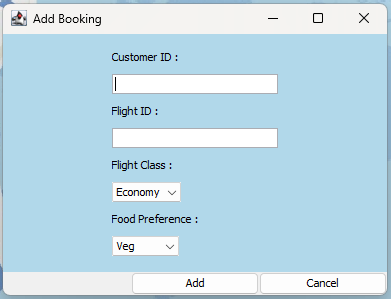 Add Booking
Customer ID :
Flight ID :
Flight Class :
Economy
Food Preference :
Veg
Add Cancel